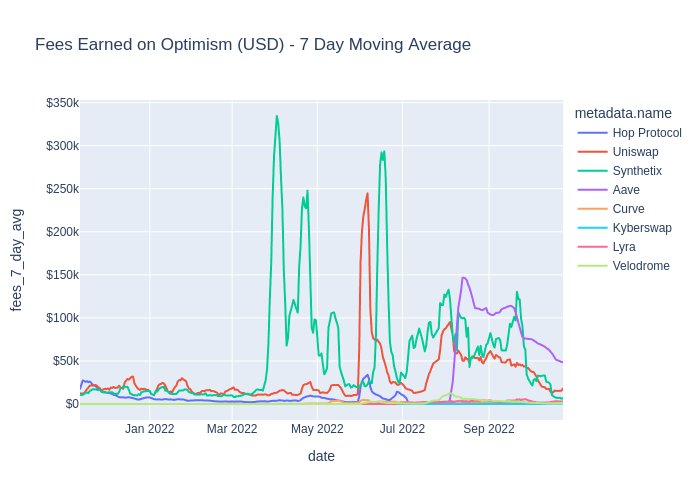 Fees Earned on Optimism (USD) - 7 Day Moving Average
metadata.name
Hop Protocol
Uniswap
Synthetix
Aave
Curve
Kyberswap
Lyra
Velodrome
fees_7_day_avg
$350k
$300k
$250k
$200k
$150k
$100k
$50k
$0
Jan 2022
Mar 2022
May 2022
Jul 2022
Sep 2022
date